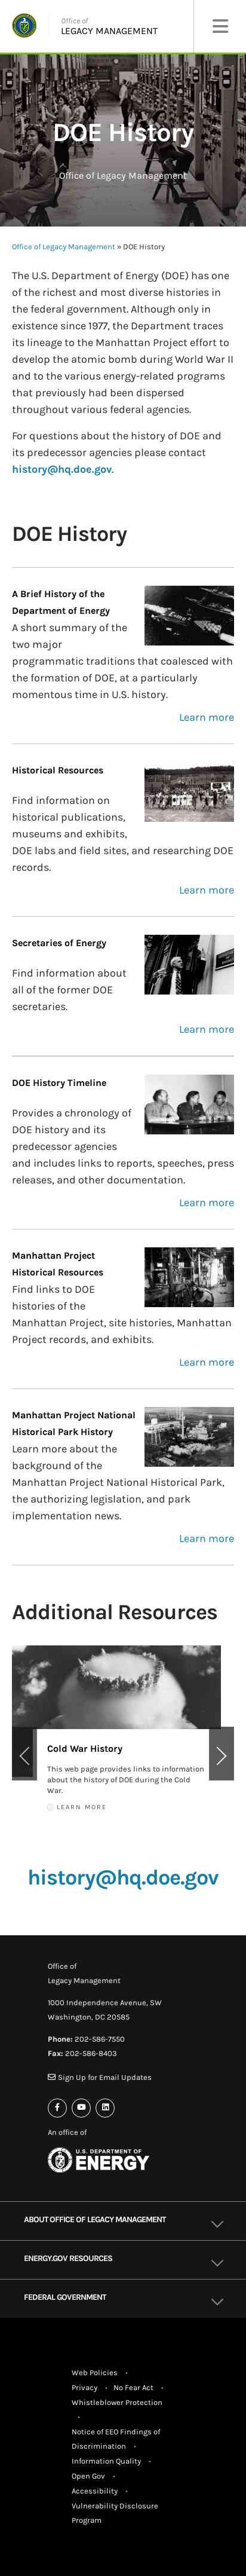 Office of
LEGACY MANAGEMENT
DOE History
Office of Legacy Management
Office of Legacy Management » DOE History
The U.S. Department of Energy (DOE) has one
of the richest and most diverse histories in
the federal government. Although only in
existence since 1977, the Department traces
its lineage to the Manhattan Project effort to
develop the atomic bomb during World War II
and to the various energy-related programs
that previously had been dispersed
throughout various federal agencies.
For questions about the history of DOE and
its predecessor agencies please contact
history@hq.doe.gov.
DOE History
A Brief History of the
Department of Energy
A short summary of the
two major
programmatic traditions that coalesced with
the formation of DOE, at a particularly
momentous time in U.S. history.
Learn more
Historical Resources
Find information on
historical publications,
museums and exhibits,
DOE labs and field sites, and researching DOE
records.
Learn more
Secretaries of Energy
Find information about
all of the former DOE
secretaries.
Learn more
DOE History Timeline
Provides a chronology of
DOE history and its
predecessor agencies
and includes links to reports, speeches, press
releases, and other documentation.
Learn more
Manhattan Project
Historical Resources
Find links to DOE
histories of the
Manhattan Project, site histories, Manhattan
Project records, and exhibits.
Learn more
Manhattan Project National
Historical Park History
Learn more about the
background of the
Manhattan Project National Historical Park,
the authorizing legislation, and park
implementation news.
Learn more
Additional Resources
Cold War History
This web page provides links to information
about the history of DOE during the Cold
War.
LEARN MORE
history@hq.doe.gov
Office of
Legacy Management
1000 Independence Avenue, SW
Washington, DC 20585
Phone: 202-586-7550
Fax: 202-586-8403
Sign Up for Email Updates
An office of
U.S. DEPARTMENT OF
ENERGY
ABOUT OFFICE OF LEGACY MANAGEMENT
ENERGY.GOV RESOURCES
FEDERAL GOVERNMENT
Web Policies •
Privacy • No Fear Act •
Whistleblower Protection
•
Notice of EEO Findings of
Discrimination •
Information Quality •
Open Gov •
Accessibility •
Vulnerability Disclosure
Program